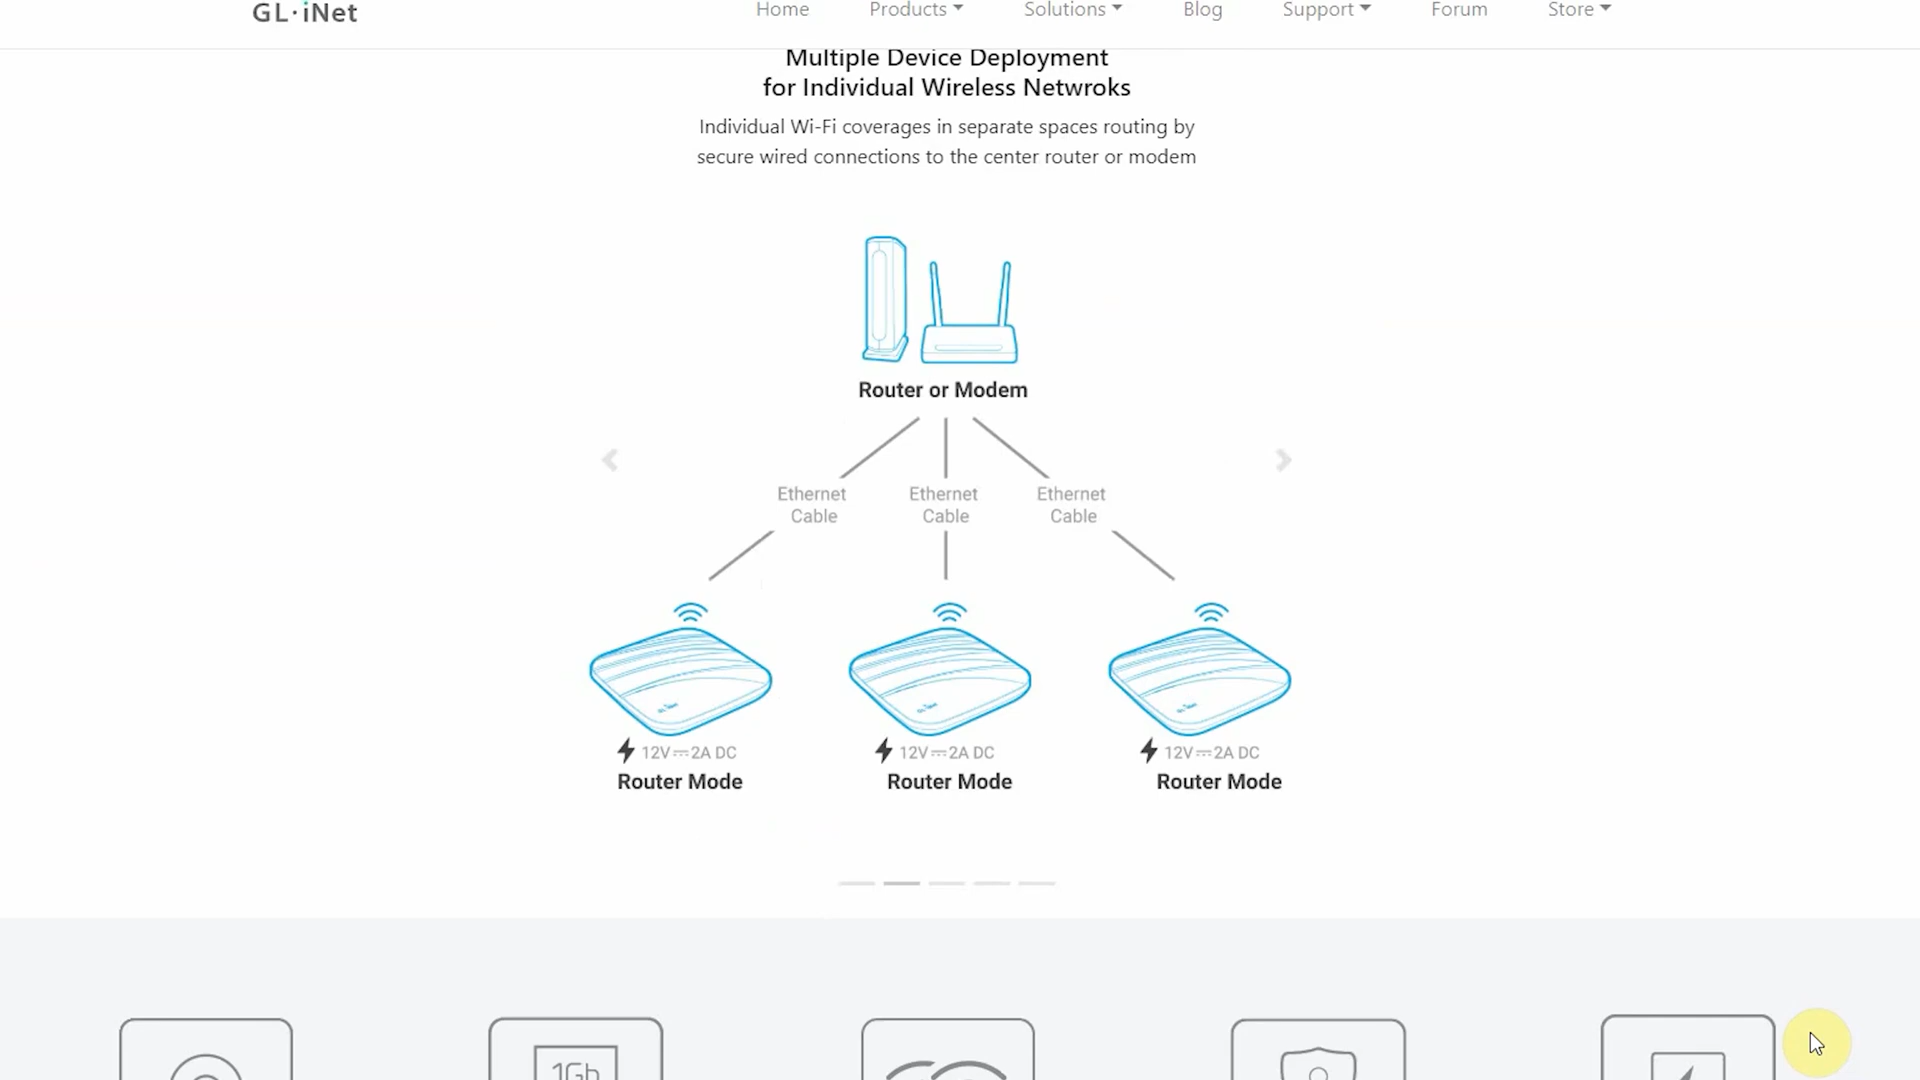 GL·iNet
Home Products Solutions Blog Support Forum Store
Multiple Device Deployment
for Individual Wireless Netwroks
Individual Wi-Fi coverages in separate spaces routing by
secure wired connections to the center router or modem
Router or Modem
Ethernet Cable
Ethernet Cable
Ethernet Cable
12V⎓2A DC
Router Mode
12V⎓2A DC
Router Mode
12V⎓2A DC
Router Mode
1Gb